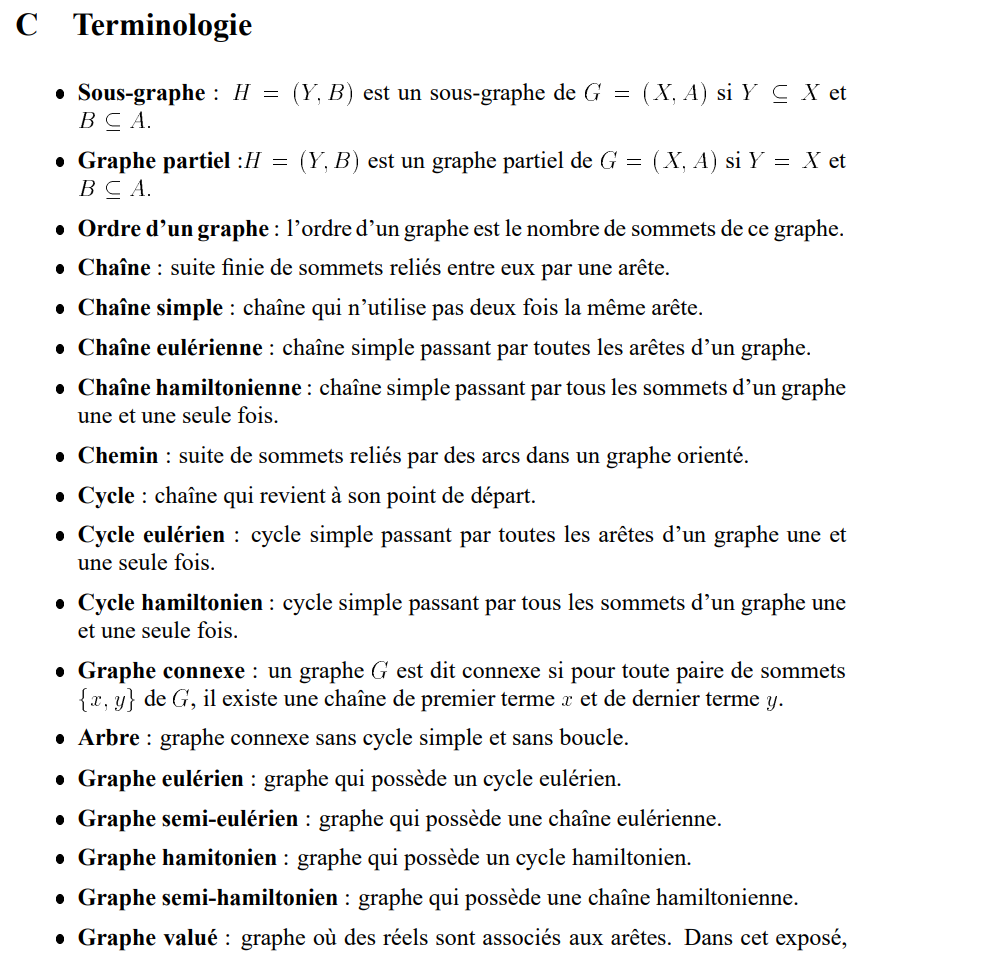 C Terminologie
• Sous-graphe : H = (Y, B) est un sous-graphe de G = (X, A) si Y ⊆ X et
B ⊆ A.
• Graphe partiel :H = (Y, B) est un graphe partiel de G = (X, A) si Y = X et
B ⊆ A.
• Ordre d’un graphe : l’ordre d’un graphe est le nombre de sommets de ce graphe.
• Chaîne : suite finie de sommets reliés entre eux par une arête.
• Chaîne simple : chaîne qui n’utilise pas deux fois la même arête.
• Chaîne eulérienne : chaîne simple passant par toutes les arêtes d’un graphe.
• Chaîne hamiltonienne : chaîne simple passant par tous les sommets d’un graphe
une et une seule fois.
• Chemin : suite de sommets reliés par des arcs dans un graphe orienté.
• Cycle : chaîne qui revient à son point de départ.
• Cycle eulérien : cycle simple passant par toutes les arêtes d’un graphe une et
une seule fois.
• Cycle hamiltonien : cycle simple passant par tous les sommets d’un graphe une
et une seule fois.
• Graphe connexe : un graphe G est dit connexe si pour toute paire de sommets
{x, y} de G, il existe une chaîne de premier terme x et de dernier terme y.
• Arbre : graphe connexe sans cycle simple et sans boucle.
• Graphe eulérien : graphe qui possède un cycle eulérien.
• Graphe semi-eulérien : graphe qui possède une chaîne eulérienne.
• Graphe hamitonien : graphe qui possède un cycle hamiltonien.
• Graphe semi-hamiltonien : graphe qui possède une chaîne hamiltonienne.
• Graphe valué : graphe où des réels sont associés aux arêtes. Dans cet exposé,